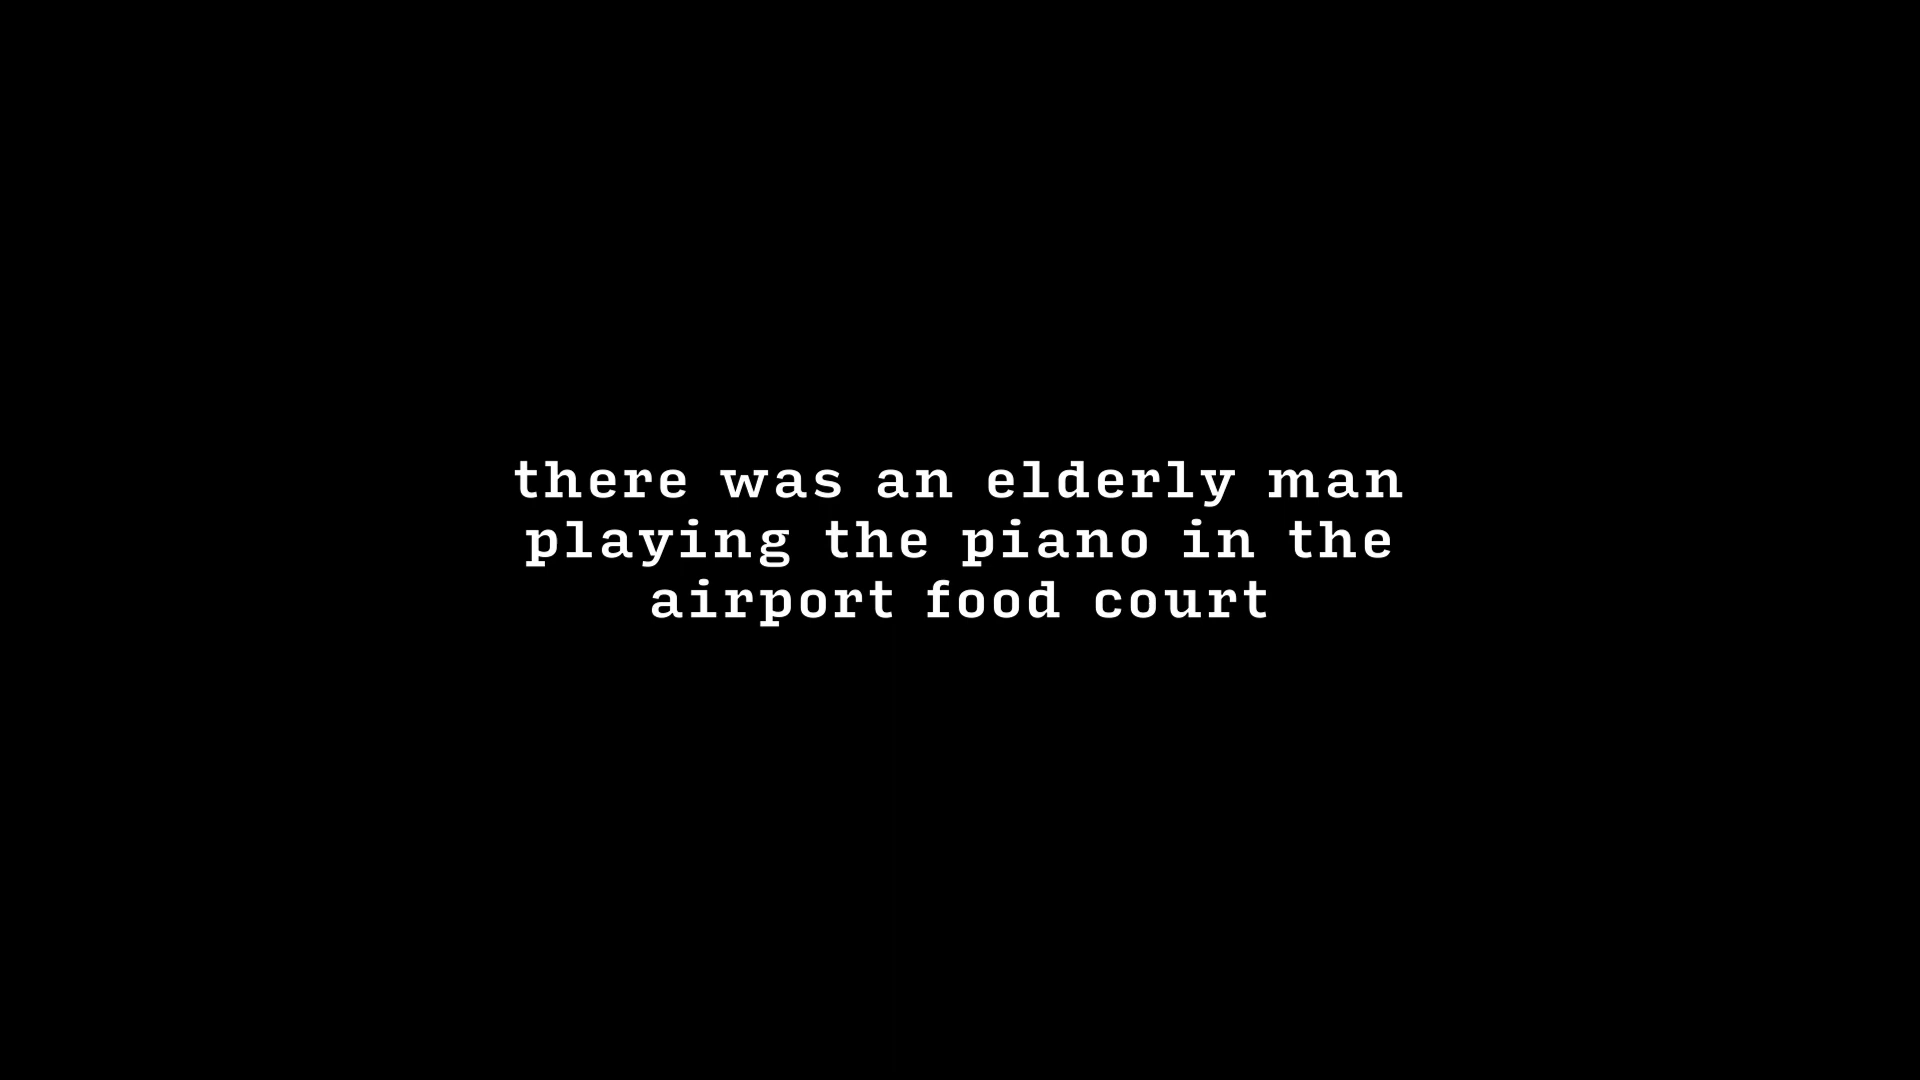 there was an elderly man
playing the piano in the
airport food court